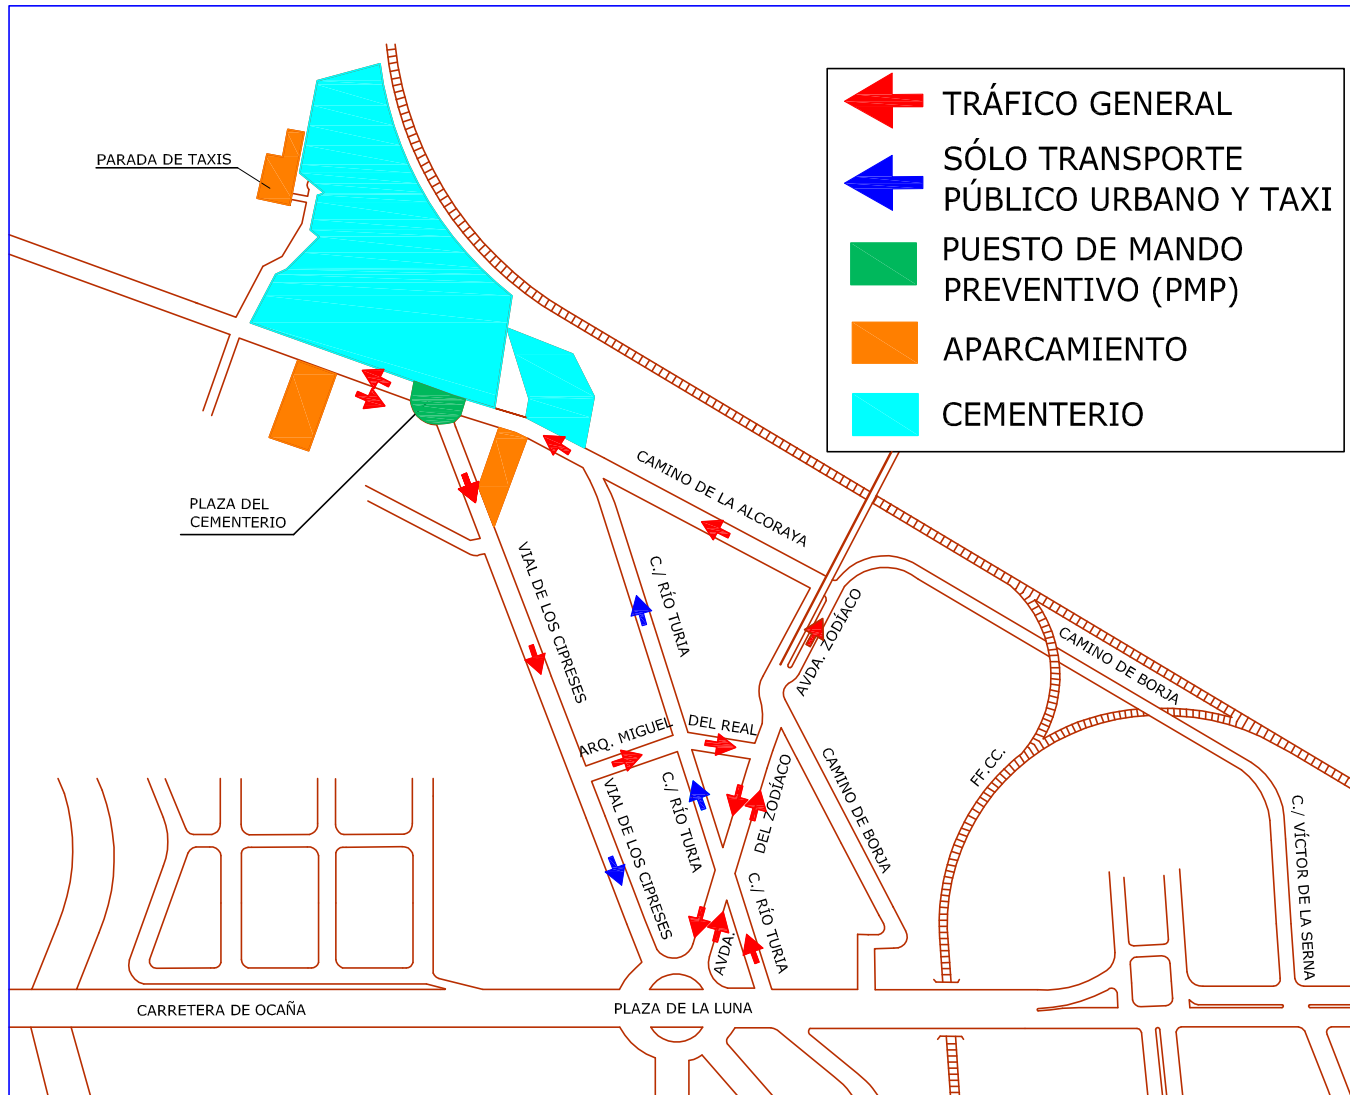 TRÁFICO GENERAL
SÓLO TRANSPORTE
PÚBLICO URBANO Y TAXI
PUESTO DE MANDO
PREVENTIVO (PMP)
APARCAMIENTO
CEMENTERIO
PARADA DE TAXIS
PLAZA DEL
CEMENTERIO
CAMINO DE LA ALCORAYA
VIAL DE LOS CIPRESES
C./ RÍO TURIA
AVDA. ZODÍACO
CAMINO DE BORJA
ARQ. MIGUEL
DEL REAL
VIAL DE LOS CIPRESES
C./ RÍO TURIA
DEL ZODÍACO
CAMINO DE BORJA
FF.CC.
C./ VÍCTOR DE LA SERNA
AVDA.
C./ RÍO TURIA
CARRETERA DE OCAÑA
PLAZA DE LA LUNA